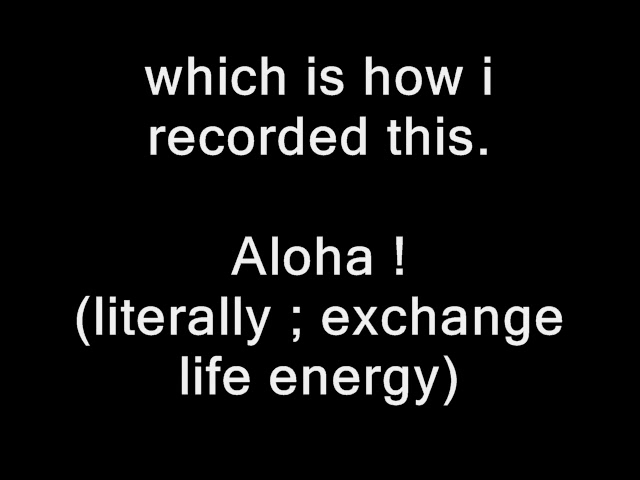 which is how i
recorded this.
Aloha !
(literally ; exchange
life energy)